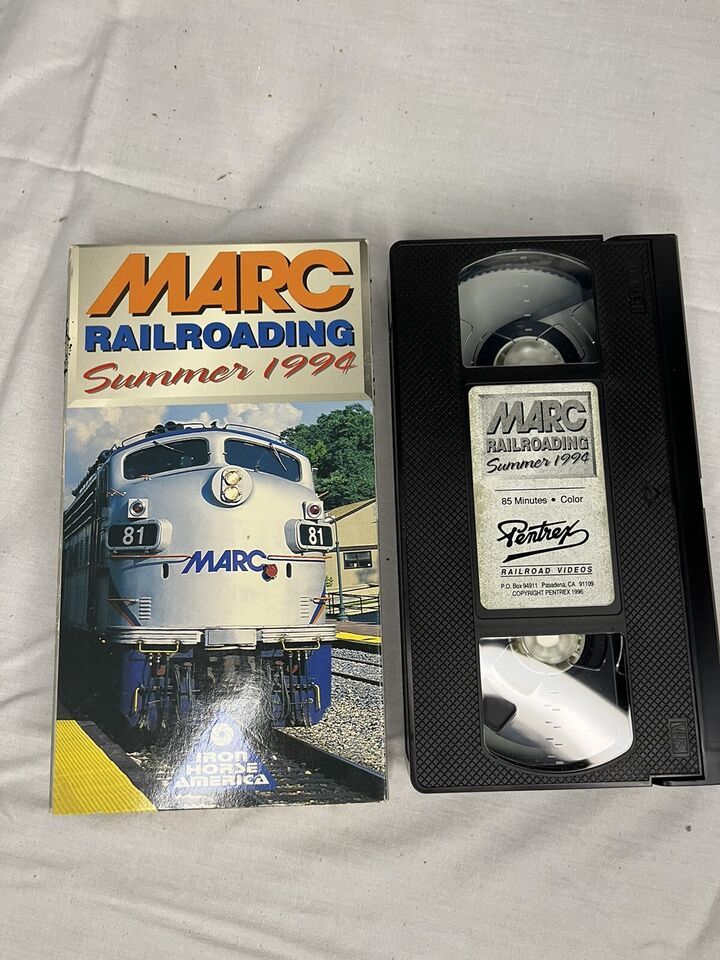 MARC
RAILROADING
Summer 1994
81
MARC
81
IRON
HORSE
AMERICA
MARC
RAILROADING
Summer 1994
85 Minutes • Color
Pentrex
RAILROAD VIDEOS
P.O. Box 94911 Pasadena, CA 91109
COPYRIGHT PENTREX 1996
VHS